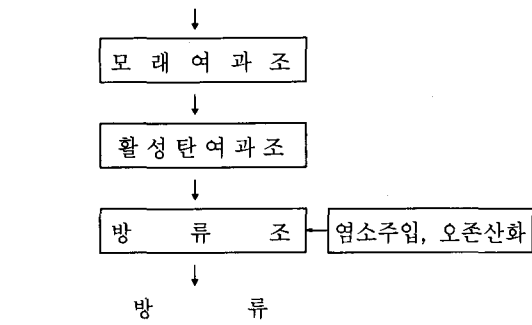 모 래 여 과 조
활 성 탄 여 과 조
방 류 조
염소주입, 오존산화
방 류